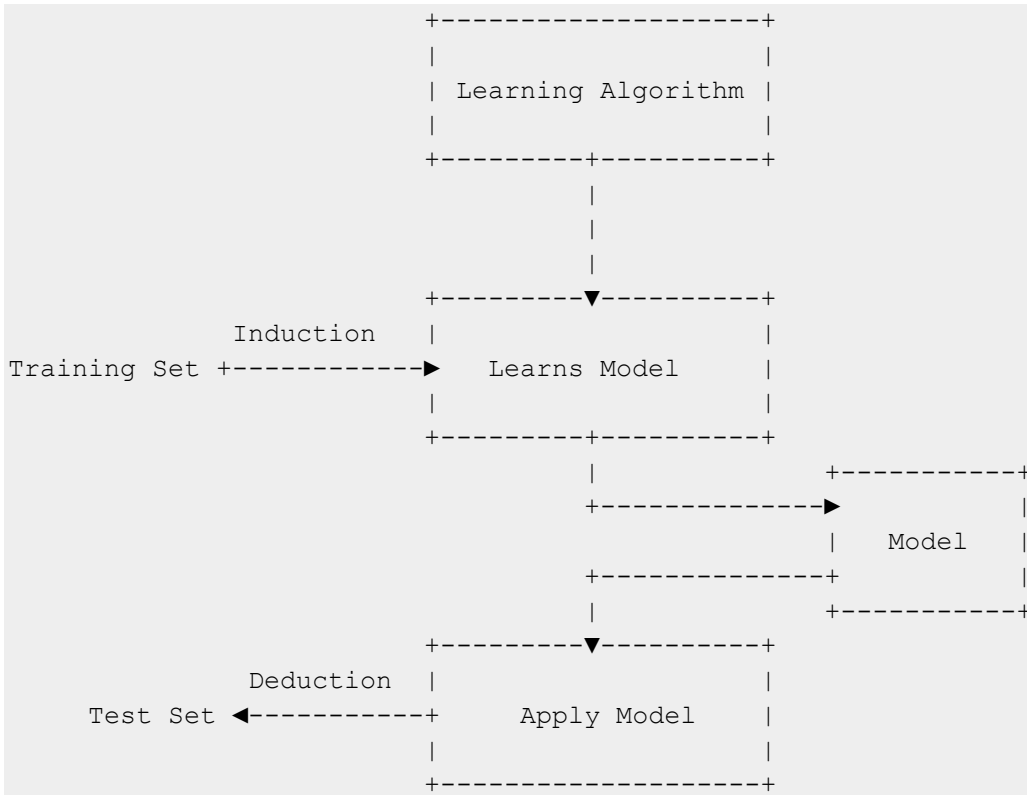 Learning Algorithm
Induction
Training Set
Learns Model
Model
Deduction
Test Set
Apply Model